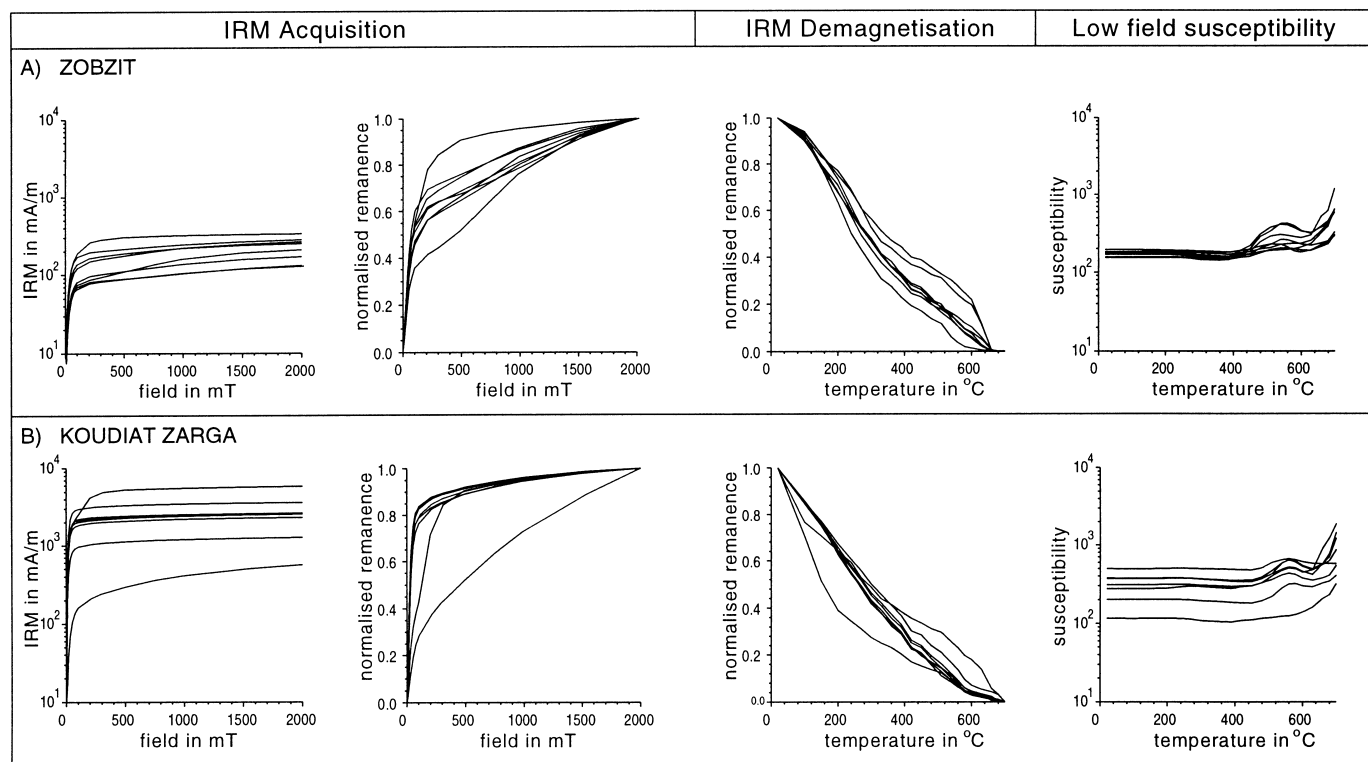 IRM Acquisition
IRM Demagnetisation
Low field susceptibility
A) ZOBZIT
IRM in mA/m
10^4
10^3
10^2
10^1
0 500 1000 1500 2000
field in mT
normalised remanence
1.0
0.8
0.6
0.4
0.2
0.0
0 500 1000 1500 2000
field in mT
normalised remanence
1.0
0.8
0.6
0.4
0.2
0.0
0 200 400 600
temperature in °C
susceptibility
10^4
10^3
10^2
10^1
0 200 400 600
temperature in °C
B) KOUDIAT ZARGA
IRM in mA/m
10^4
10^3
10^2
10^1
0 500 1000 1500 2000
field in mT
normalised remanence
1.0
0.8
0.6
0.4
0.2
0.0
0 500 1000 1500 2000
field in mT
normalised remanence
1.0
0.8
0.6
0.4
0.2
0.0
0 200 400 600
temperature in °C
susceptibility
10^4
10^3
10^2
10^1
0 200 400 600
temperature in °C